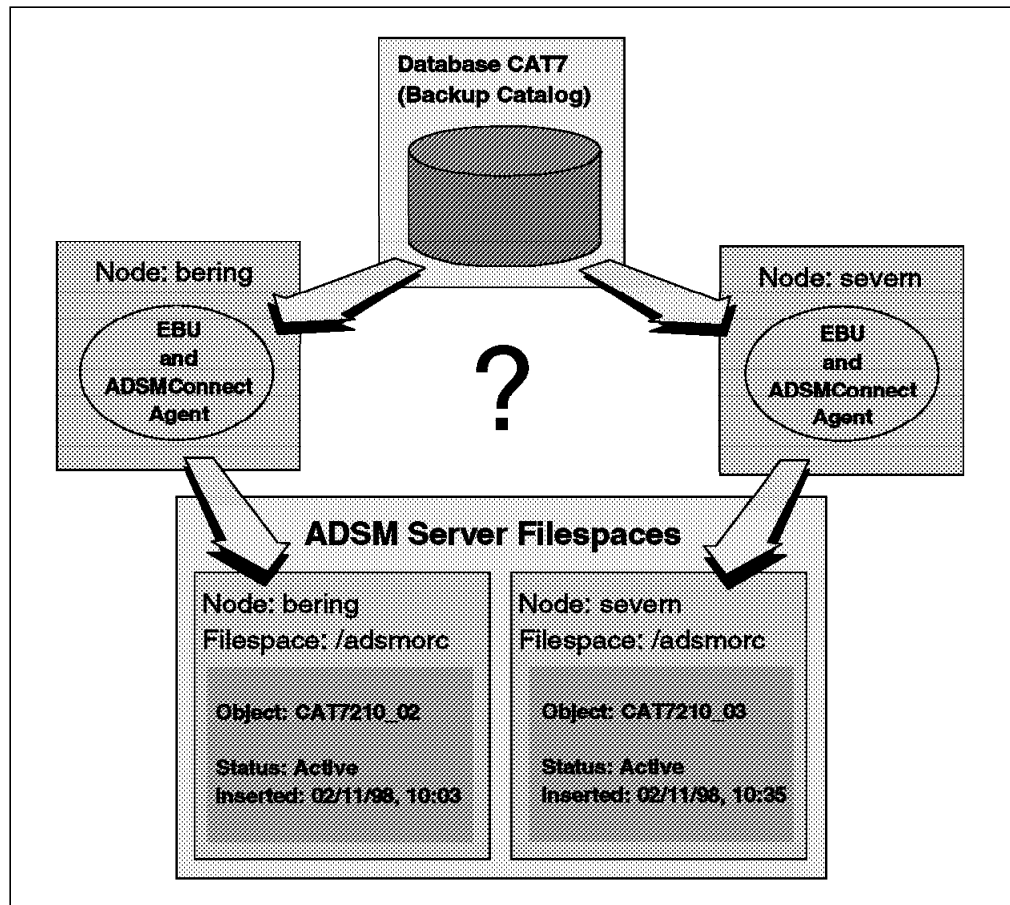 Database CAT7
(Backup Catalog)
Node: bering
EBU
and
ADSMConnect
Agent
Node: severn
EBU
and
ADSMConnect
Agent
?
ADSM Server Filespaces
Node: bering
Filespace: /adsmorc
Object: CAT7210_02
Status: Active
Inserted: 02/11/98, 10:03
Node: severn
Filespace: /adsmorc
Object: CAT7210_03
Status: Active
Inserted: 02/11/98, 10:35